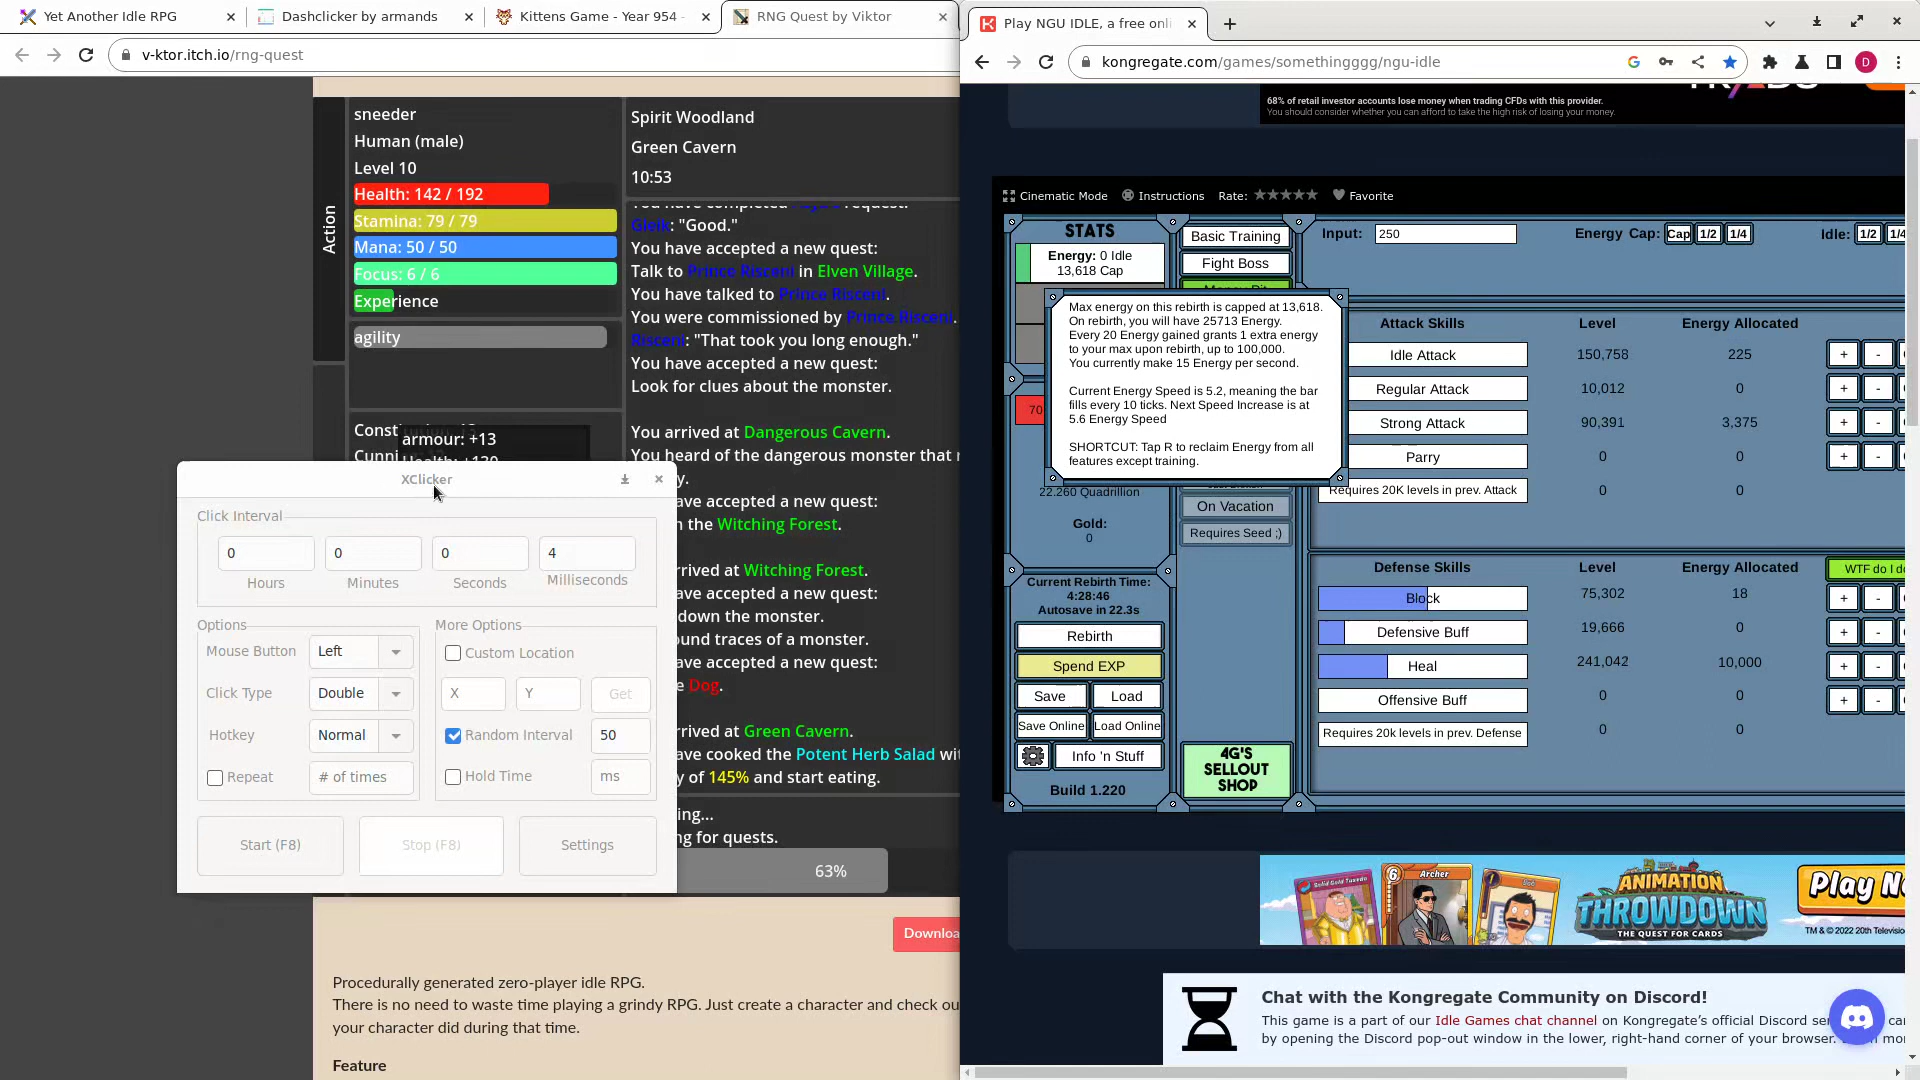 Yet Another Idle RPG
Dashclicker by armands
Kittens Game - Year 954 -
RNG Quest by Viktor
v-ktor.itch.io/rng-quest
Action
sneeder
Human (male)
Level 10
Health: 142 / 192
Stamina: 79 / 79
Mana: 50 / 50
Focus: 6 / 6
Experience
agility
armour: +13
Spirit Woodland
Green Cavern
10:53
Gleik: "Good."
You have accepted a new quest:
Talk to Prince Risceni in Elven Village.
You have talked to Prince Risceni.
You were commissioned by Prince Risceni.
Risceni: "That took you long enough."
You have accepted a new quest:
Look for clues about the monster.
You arrived at Dangerous Cavern.
You heard of the dangerous monster that
y.
ave accepted a new quest:
the Witching Forest.
rrived at Witching Forest.
ave accepted a new quest:
down the monster.
ound traces of a monster.
ave accepted a new quest:
e Dog.
rrived at Green Cavern.
ave cooked the Potent Herb Salad wit
y of 145% and start eating.
ing...
ng for quests.
63%
XClicker
Click Interval
0
0
0
4
Hours
Minutes
Seconds
Milliseconds
Options
Mouse Button
Left
Click Type
Double
Hotkey
Normal
Repeat
# of times
More Options
Custom Location
X
Y
Get
Random Interval
50
Hold Time
ms
Start (F8)
Stop (F8)
Settings
Downloa
Procedurally generated zero-player idle RPG.
There is no need to waste time playing a grindy RPG. Just create a character and check ou
your character did during that time.
Feature
Play NGU IDLE, a free onli
kongregate.com/games/somethingggg/ngu-idle
D
68% of retail investor accounts lose money when trading CFDs with this provider.
You should consider whether you can afford to take the high risk of losing your money.
Cinematic Mode
Instructions
Rate:
Favorite
STATS
Energy: 0 Idle
13,618 Cap
Basic Training
Fight Boss
Input:
250
Energy Cap:
Cap
1/2
1/4
Idle:
1/2
1/4
Max energy on this rebirth is capped at 13,618.
On rebirth, you will have 25713 Energy.
Every 20 Energy gained grants 1 extra energy
to your max upon rebirth, up to 100,000.
You currently make 15 Energy per second.
Current Energy Speed is 5.2, meaning the bar
fills every 10 ticks. Next Speed Increase is at
5.6 Energy Speed
SHORTCUT: Tap R to reclaim Energy from all
features except training.
70
22.260 Quadrillion
Gold:
0
On Vacation
Requires Seed ;)
Attack Skills
Level
Energy Allocated
Idle Attack
150,758
225
+
-
Regular Attack
10,012
0
+
-
Strong Attack
90,391
3,375
+
-
Parry
0
0
+
-
Requires 20K levels in prev. Attack
0
0
Defense Skills
Level
Energy Allocated
WTF do I do
Block
75,302
18
+
-
Defensive Buff
19,666
0
+
-
Heal
241,042
10,000
+
-
Offensive Buff
0
0
+
-
Requires 20k levels in prev. Defense
0
0
Current Rebirth Time:
4:28:46
Autosave in 22.3s
Rebirth
Spend EXP
Save
Load
Save Online
Load Online
Info 'n Stuff
Build 1.220
4G'S
SELLOUT
SHOP
6
Archer
Solid Gold Tuxedo
Bob
ANIMATION
THROWDOWN
THE QUEST FOR CARDS
Play No
TM & © 2022 20th Televisio
Chat with the Kongregate Community on Discord!
This game is a part of our Idle Games chat channel on Kongregate's official Discord ser
by opening the Discord pop-out window in the lower, right-hand corner of your browser.